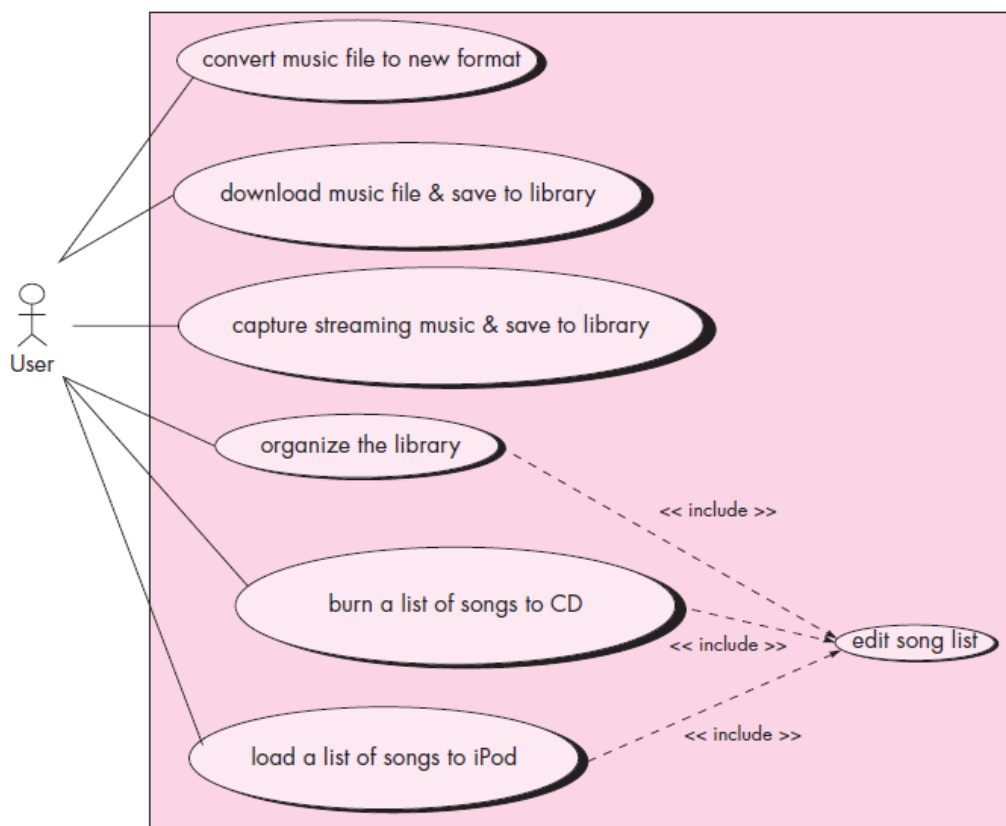 convert music file to new format
download music file & save to library
capture streaming music & save to library
User
organize the library
<< include >>
burn a list of songs to CD
edit song list
<< include >>
<< include >>
load a list of songs to iPod